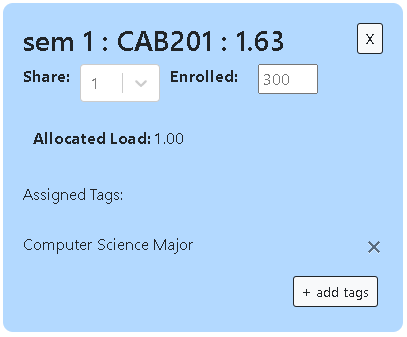 sem 1 : CAB201 : 1.63 X
Share: 1 Enrolled: 300
Allocated Load: 1.00
Assigned Tags:
Computer Science Major ×
+ add tags